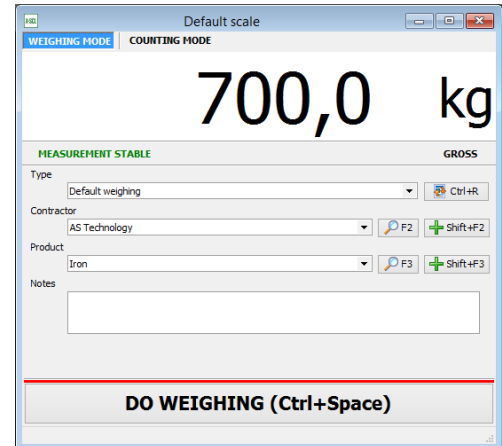 Default scale
WEIGHING MODE COUNTING MODE
700,0 kg
MEASUREMENT STABLE GROSS
Type
Default weighing Ctrl+R
Contractor
AS Technology F2 Shift+F2
Product
Iron F3 Shift+F3
Notes
DO WEIGHING (Ctrl+Space)